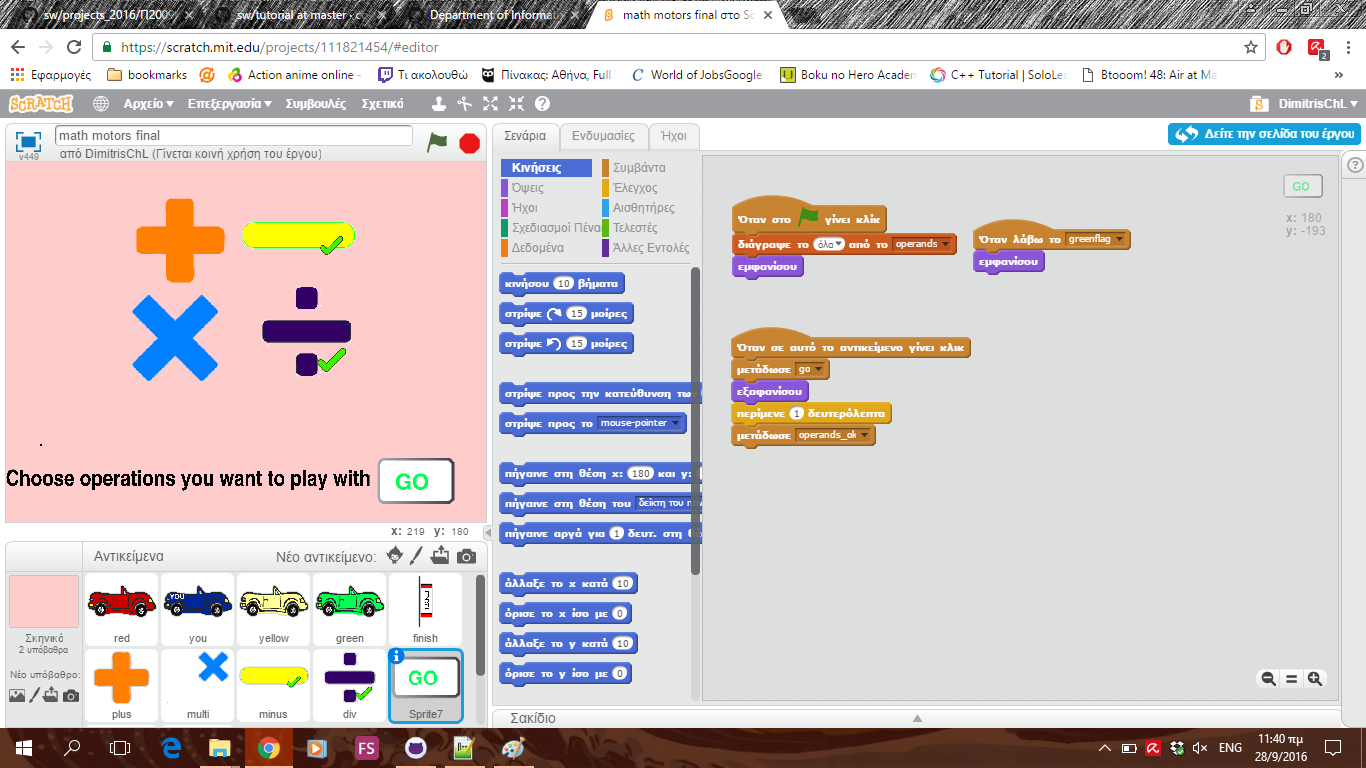 sw/projects_2016/Π2009
sw/tutorial at master · c
Department of Informat
math motors final στο Sc
https://scratch.mit.edu/projects/111821454/#editor
2
Εφαρμογές
bookmarks
Action anime online -
Τι ακολουθώ
Πίνακας: Αθήνα, Full
World of JobsGoogle
Boku no Hero Academ
C++ Tutorial | SoloLea
Btooom! 48: Air at Ma
»
SCRATCH
Αρχείο
Επεξεργασία
Συμβουλές
Σχετικά
DimitrisChL
math motors final
από DimitrisChL (Γίνεται κοινή χρήση του έργου)
v449
Choose operations you want to play with
GO
x: 219 y: 180
Αντικείμενα
Νέο αντικείμενο:
Σκηνικό
2 υπόβαθρα
Νέο υπόβαθρο:
red
YOU
you
yellow
green
finish
plus
multi
minus
div
GO
Sprite7
Σενάρια
Ενδυμασίες
Ήχοι
Δείτε την σελίδα του έργου
Κινήσεις
Όψεις
Ήχοι
Σχεδιασμοί Πένα
Δεδομένα
Συμβάντα
Έλεγχος
Αισθητήρες
Τελεστές
Άλλες Εντολές
κινήσου 10 βήματα
στρίψε 15 μοίρες
στρίψε 15 μοίρες
στρίψε προς την κατεύθυνση των
στρίψε προς το mouse-pointer
πήγαινε στη θέση x: 180 και y:
πήγαινε στη θέση του δείκτη του π
πήγαινε αργά για 1 δευτ. στη θ
άλλαξε το x κατά 10
όρισε το x ίσο με 0
άλλαξε το y κατά 10
όρισε το y ίσο με 0
Όταν στο γίνει κλικ
διάγραψε το όλα από το operands
εμφανίσου
Όταν λάβω το greenflag
εμφανίσου
Όταν σε αυτό το αντικείμενο γίνει κλικ
μετάδωσε go
εξαφανίσου
περίμενε 1 δευτερόλεπτα
μετάδωσε operands_ok
GO
x: 180
y: -193
Σακίδιο
FS
ENG
11:40 πμ
28/9/2016